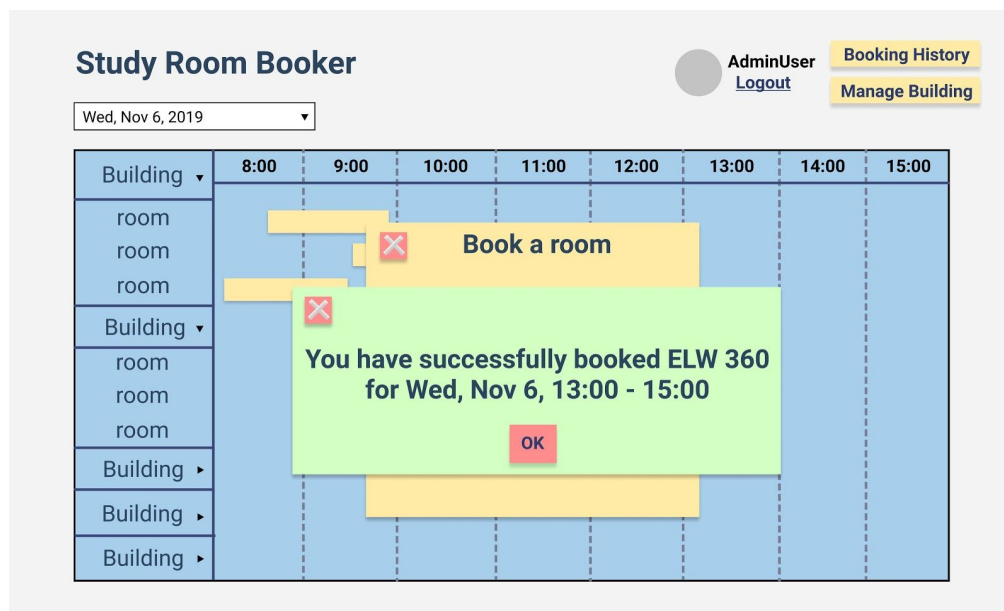 Study Room Booker
AdminUser
Logout
Booking History
Manage Building
Wed, Nov 6, 2019
Building
8:00 9:00 10:00 11:00 12:00 13:00 14:00 15:00
room
room
room
Building
room
room
room
Building
Building
Building
Book a room
You have successfully booked ELW 360
for Wed, Nov 6, 13:00 - 15:00
OK